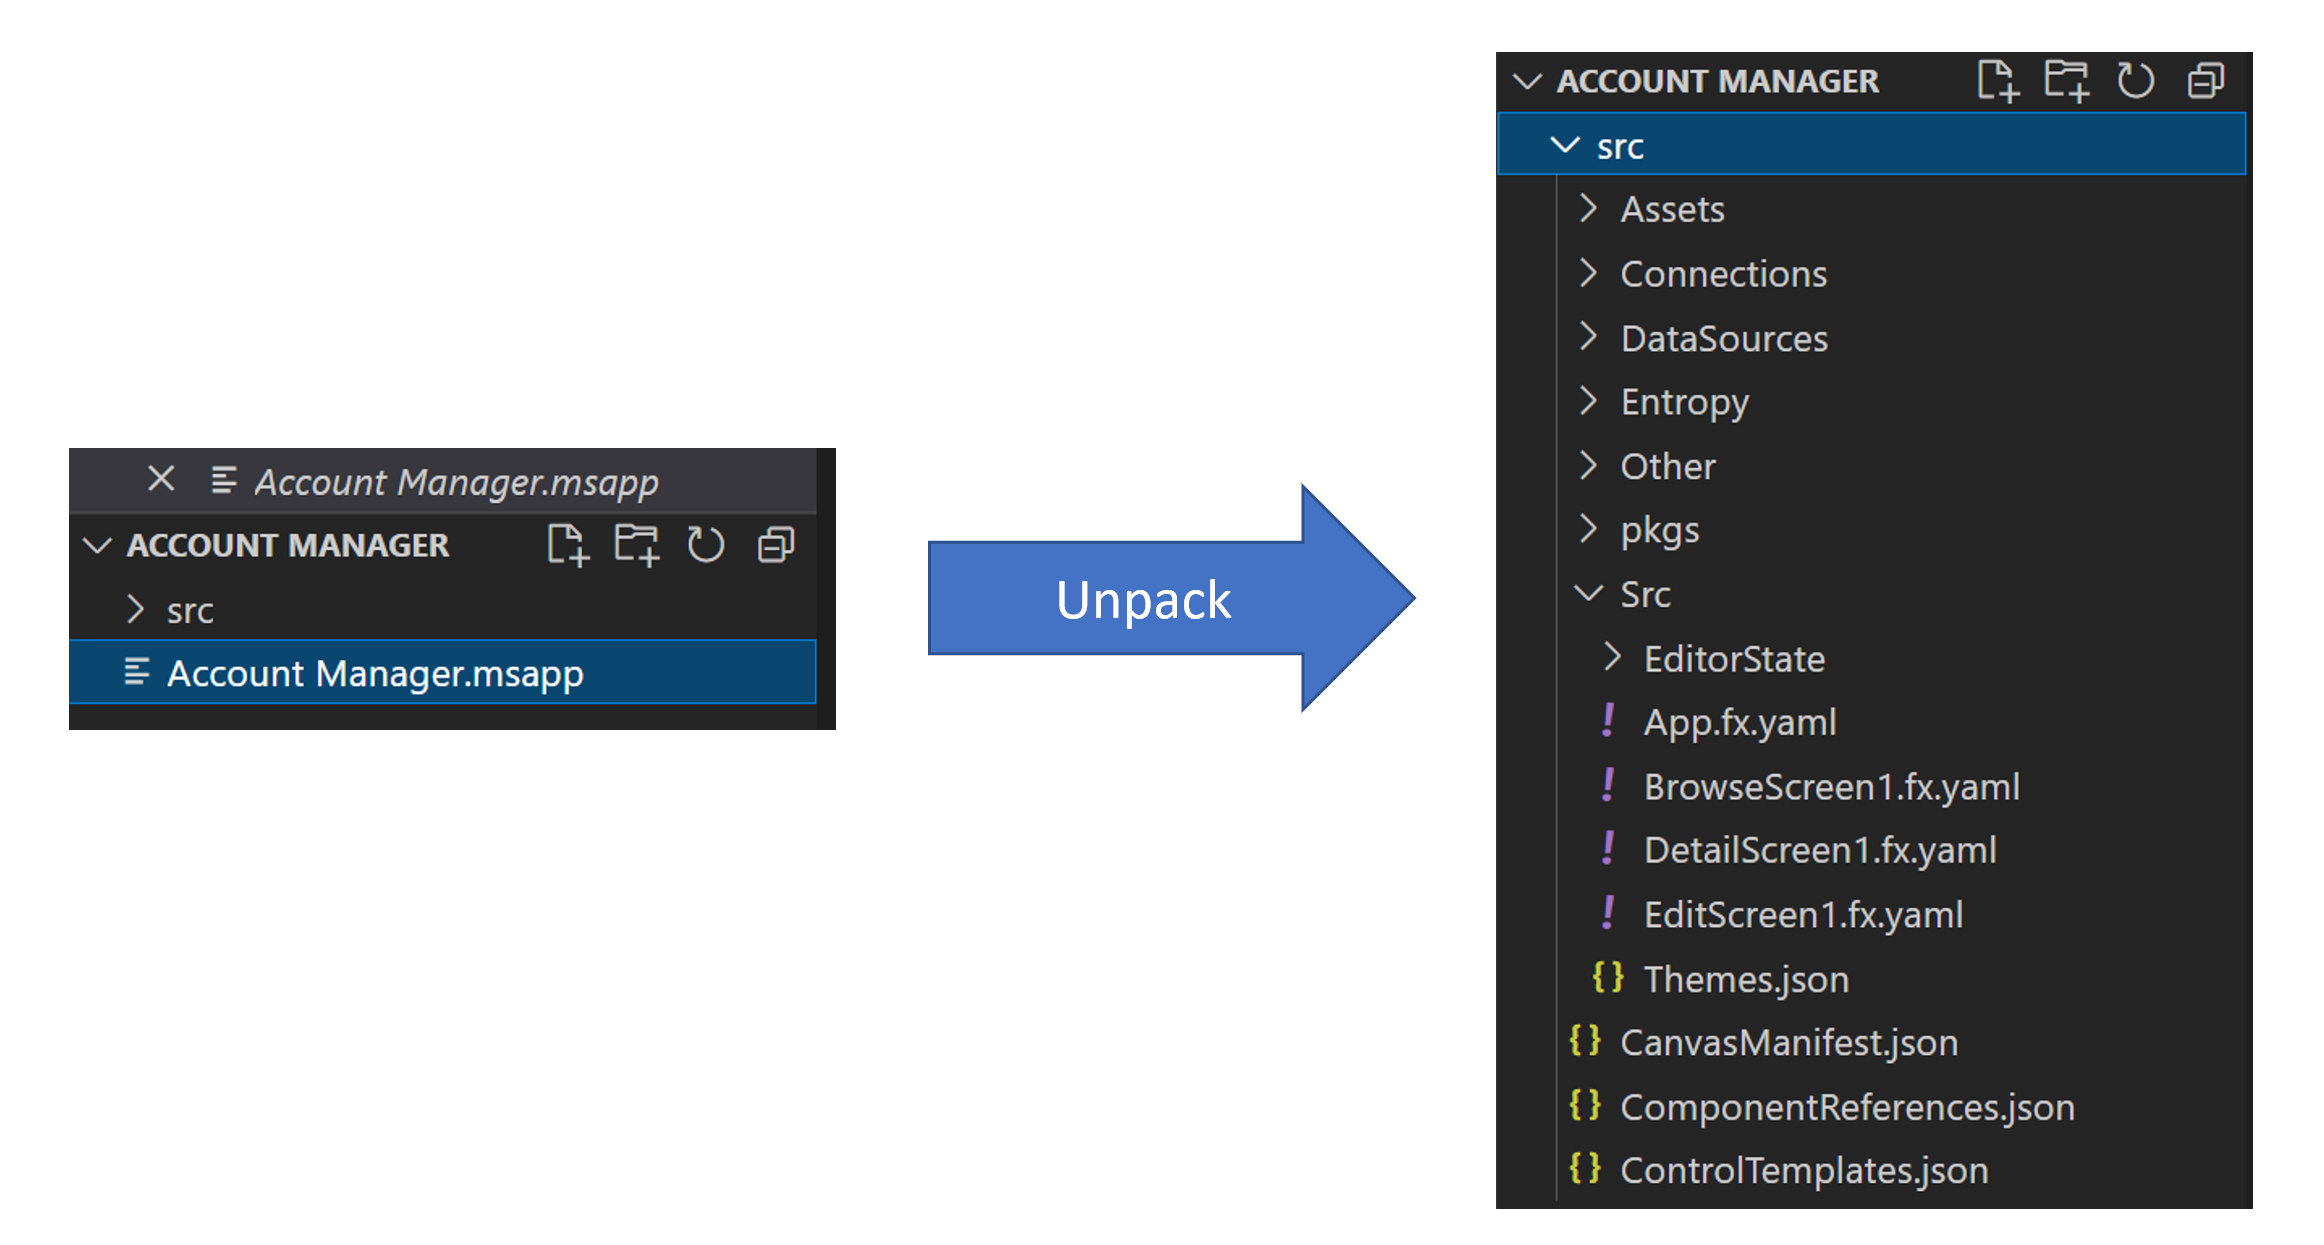 Account Manager.msapp
ACCOUNT MANAGER
src
Account Manager.msapp
Unpack
ACCOUNT MANAGER
src
Assets
Connections
DataSources
Entropy
Other
pkgs
Src
EditorState
! App.fx.yaml
! BrowseScreen1.fx.yaml
! DetailScreen1.fx.yaml
! EditScreen1.fx.yaml
{} Themes.json
{} CanvasManifest.json
{} ComponentReferences.json
{} ControlTemplates.json